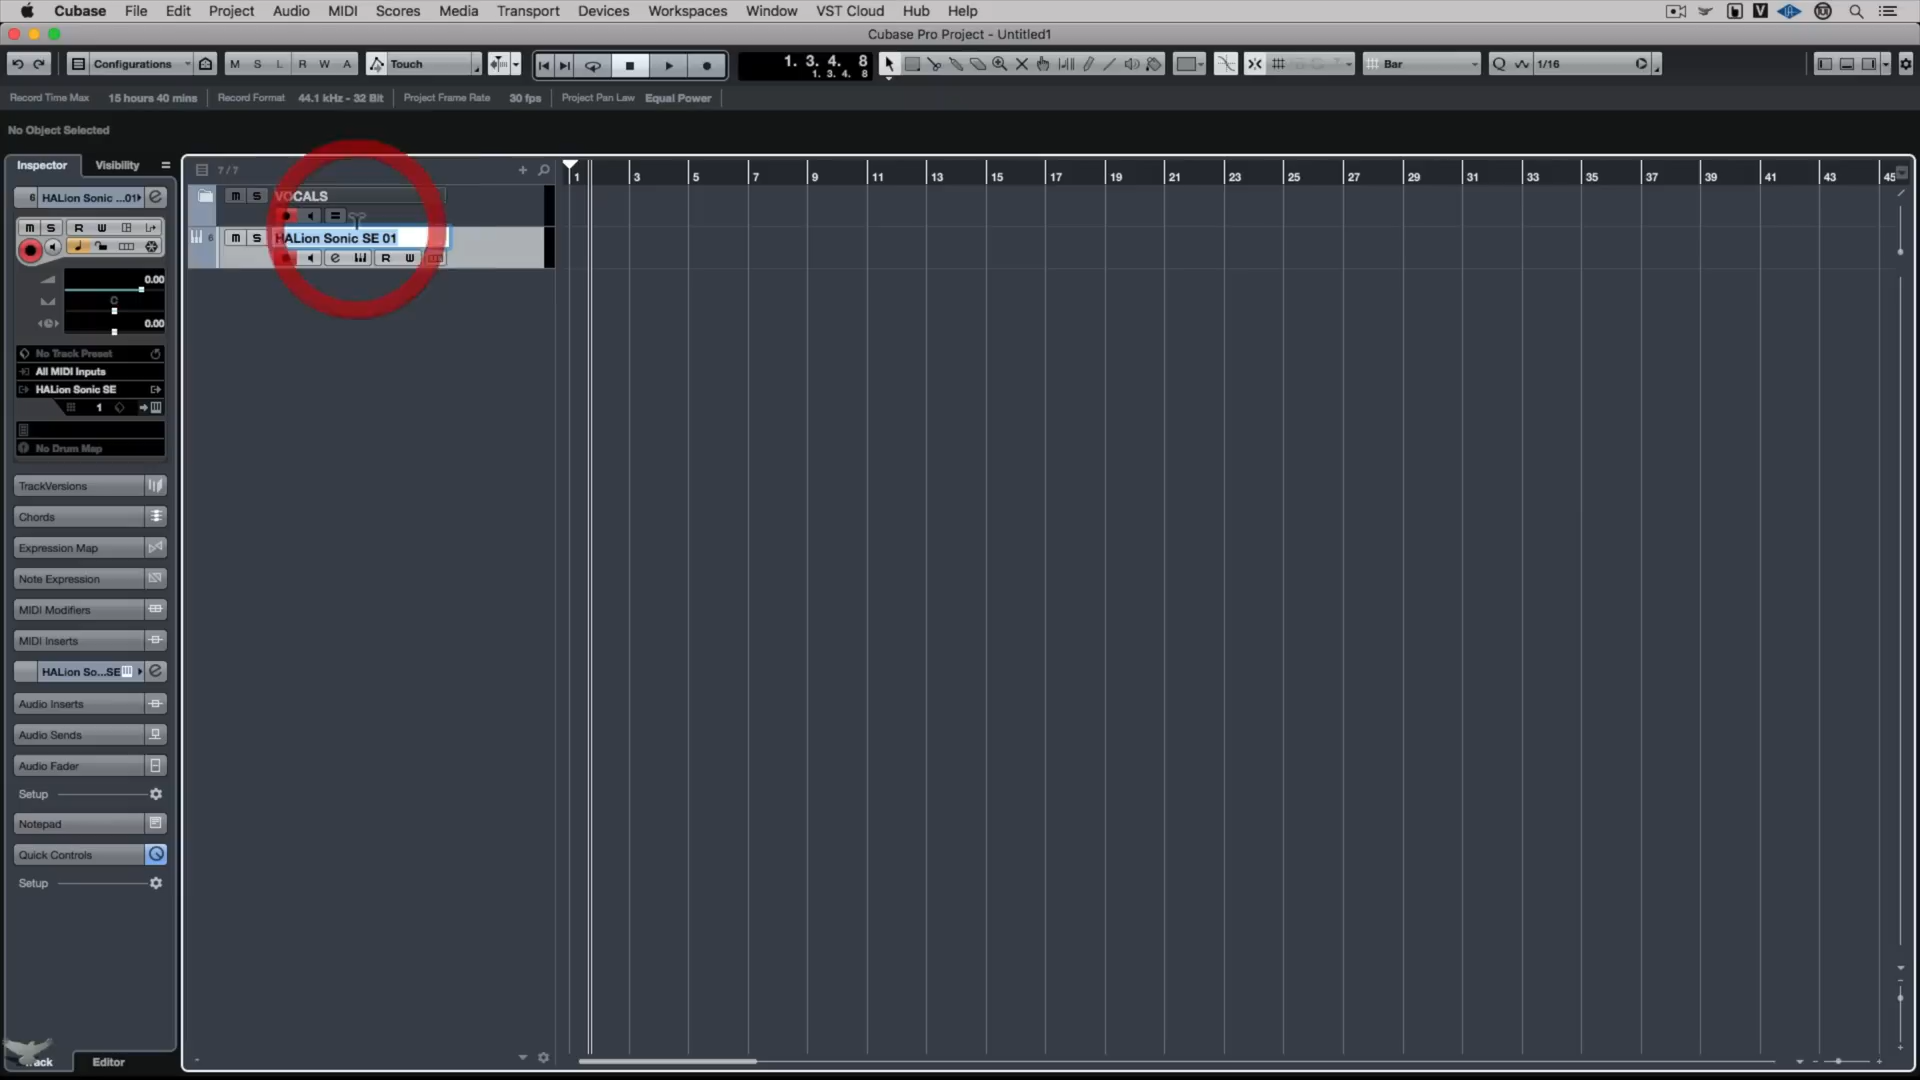 Cubase File Edit Project Audio MIDI Scores Media Transport Devices Workspaces Window VST Cloud Hub Help
Cubase Pro Project - Untitled1
Configurations M S L R W A Touch 1. 3. 4. 8 Bar Q 1/16
1. 3. 4. 8
Record Time Max 15 hours 40 mins Record Format 44.1 kHz - 32 Bit Project Frame Rate 30 fps Project Pan Law Equal Power
No Object Selected
Inspector Visibility
7/7
1 3 5 7 9 11 13 15 17 19 21 23 25 27 29 31 33 35 37 39 41 43 45
6 HALion Sonic ...01
m S VOCALS
m S R W
6 m S HALion Sonic SE 01
e R W
0.00
C
0.00
No Track Preset
All MIDI Inputs
HALion Sonic SE
1
No Drum Map
TrackVersions
Chords
Expression Map
Note Expression
MIDI Modifiers
MIDI Inserts
HALion So...SE
Audio Inserts
Audio Sends
Audio Fader
Setup
Notepad
Quick Controls
Setup
Editor